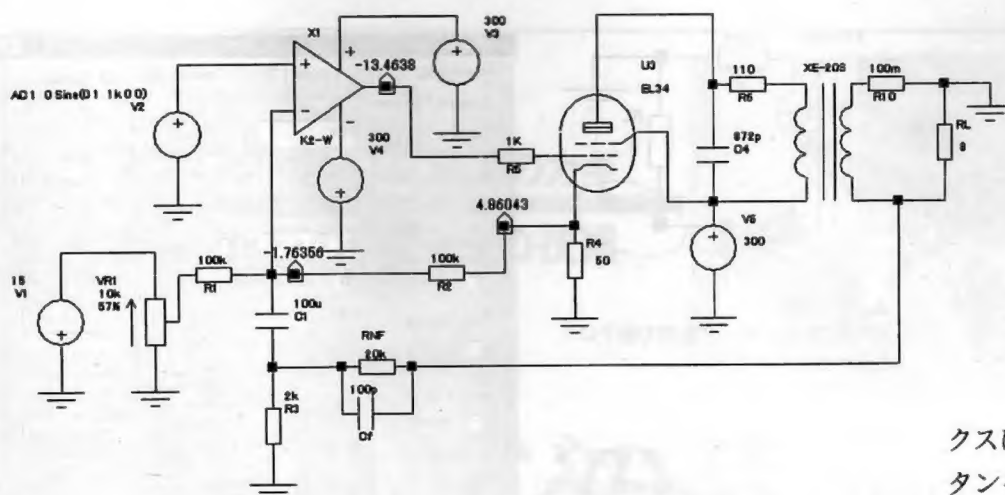 300
V3
X1
-13.4638
AC1 0 Sine(0 1 1k 0 0)
V2
K2-W
300
V4
1K
R5
U3
EL34
110
R6
XE-20S
100m
R10
872p
C4
RL
8
4.86043
V5
300
R4
50
-1.76356
100k
R1
100k
R2
15
V1
VR1
10k
57%
100u
C1
RNF
20k
100p
Cf
2k
R3
クスに
タン